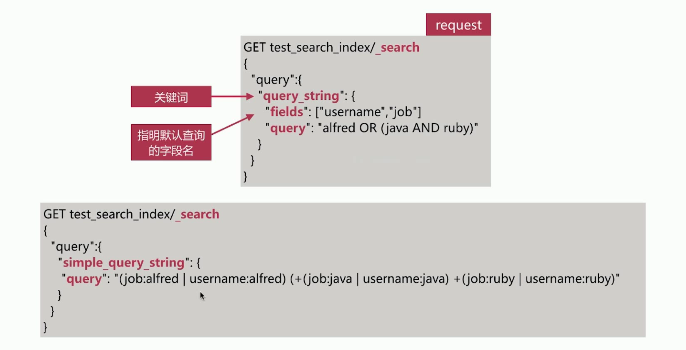 request
GET test_search_index/_search
{
"query":{
关键词
"query_string": {
"fields": ["username","job"]
指明默认查询
的字段名
"query": "alfred OR (java AND ruby)"
}
}
}
GET test_search_index/_search
{
"query":{
"simple_query_string": {
"query": "(job:alfred | username:alfred) (+(job:java | username:java) +(job:ruby | username:ruby)"
}
}
}